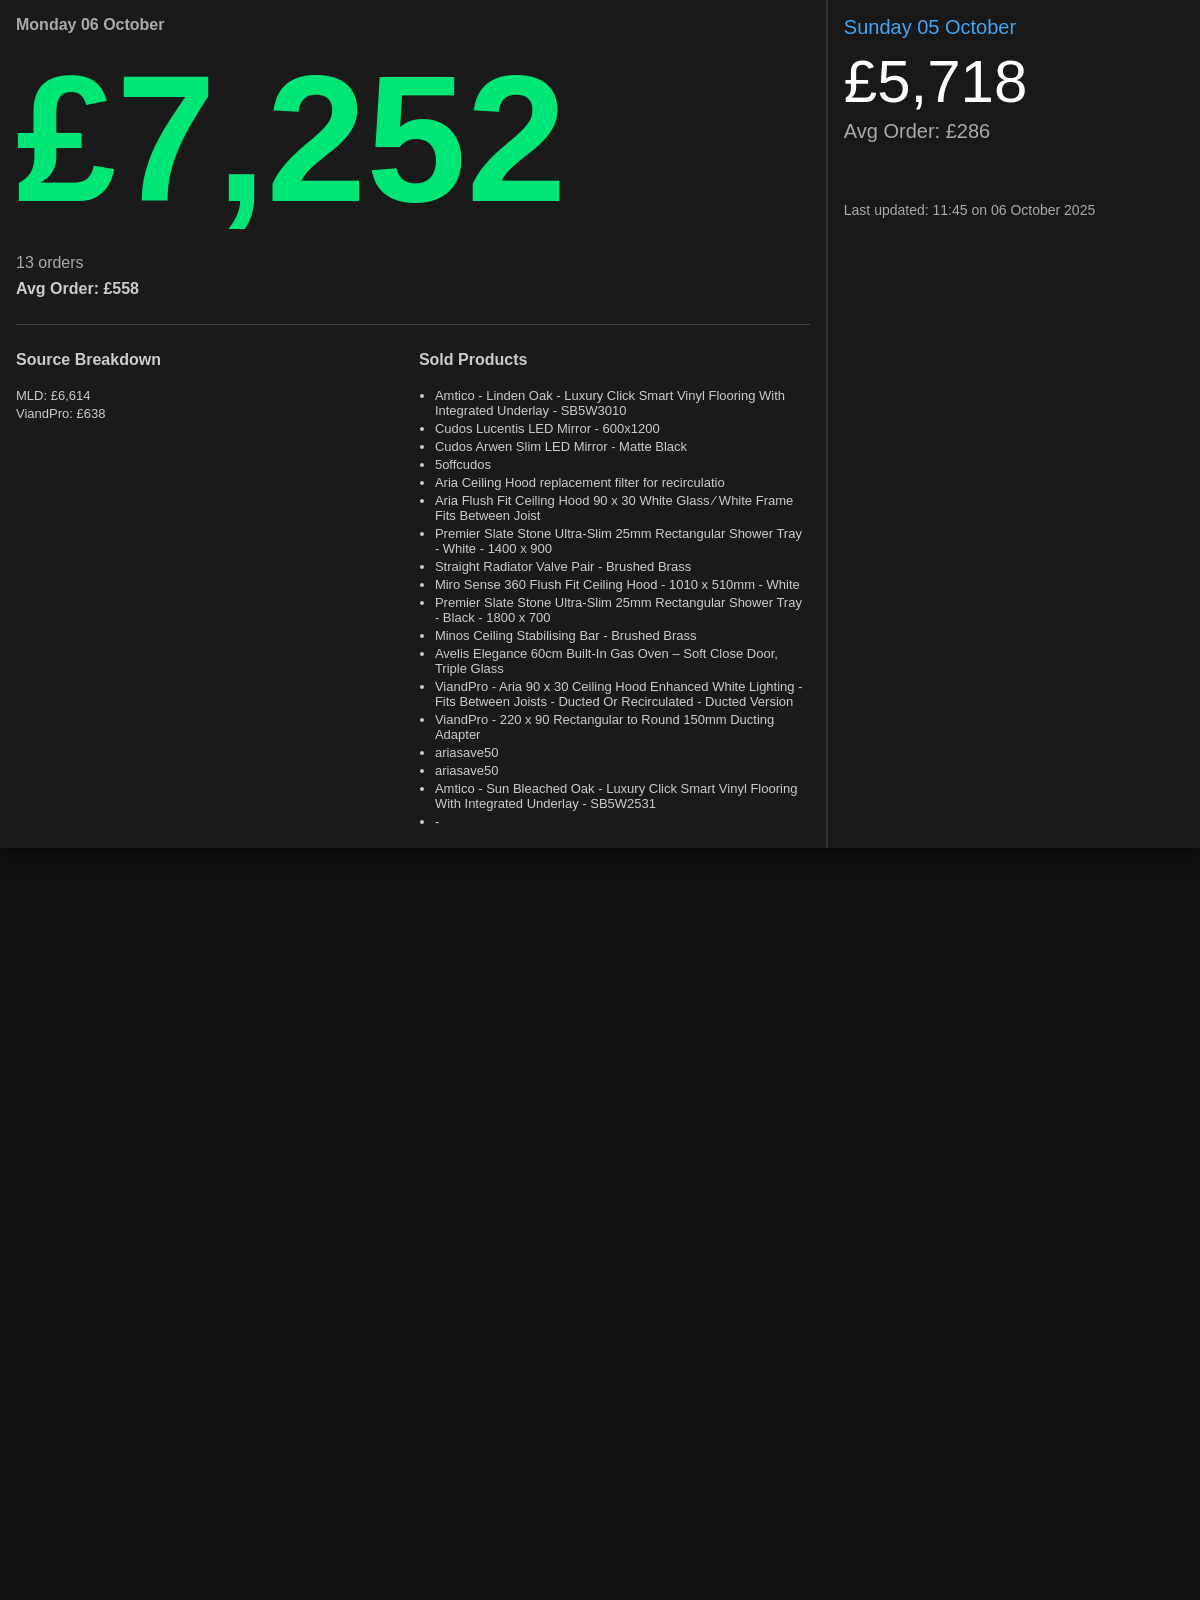 Monday 06 October
£7,252
13 orders
Avg Order: £558
Source Breakdown
MLD: £6,614
ViandPro: £638
Sold Products
• Amtico - Linden Oak - Luxury Click Smart Vinyl Flooring With
Integrated Underlay - SB5W3010
• Cudos Lucentis LED Mirror - 600x1200
• Cudos Arwen Slim LED Mirror - Matte Black
• 5offcudos
• Aria Ceiling Hood replacement filter for recirculatio
• Aria Flush Fit Ceiling Hood 90 x 30 White Glass ⁄ White Frame
Fits Between Joist
• Premier Slate Stone Ultra-Slim 25mm Rectangular Shower Tray
- White - 1400 x 900
• Straight Radiator Valve Pair - Brushed Brass
• Miro Sense 360 Flush Fit Ceiling Hood - 1010 x 510mm - White
• Premier Slate Stone Ultra-Slim 25mm Rectangular Shower Tray
- Black - 1800 x 700
• Minos Ceiling Stabilising Bar - Brushed Brass
• Avelis Elegance 60cm Built-In Gas Oven – Soft Close Door,
Triple Glass
• ViandPro - Aria 90 x 30 Ceiling Hood Enhanced White Lighting -
Fits Between Joists - Ducted Or Recirculated - Ducted Version
• ViandPro - 220 x 90 Rectangular to Round 150mm Ducting
Adapter
• ariasave50
• ariasave50
• Amtico - Sun Bleached Oak - Luxury Click Smart Vinyl Flooring
With Integrated Underlay - SB5W2531
• -
Sunday 05 October
£5,718
Avg Order: £286
Last updated: 11:45 on 06 October 2025